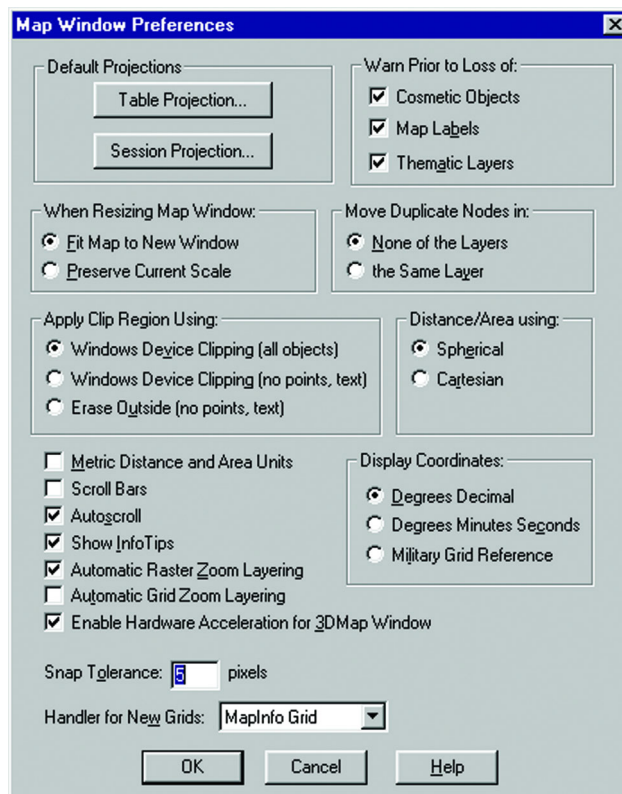 Map Window Preferences
Default Projections
Table Projection...
Session Projection...
Warn Prior to Loss of:
Cosmetic Objects
Map Labels
Thematic Layers
When Resizing Map Window:
Fit Map to New Window
Preserve Current Scale
Move Duplicate Nodes in:
None of the Layers
the Same Layer
Apply Clip Region Using:
Windows Device Clipping (all objects)
Windows Device Clipping (no points, text)
Erase Outside (no points, text)
Distance/Area using:
Spherical
Cartesian
Metric Distance and Area Units
Scroll Bars
Autoscroll
Show InfoTips
Automatic Raster Zoom Layering
Automatic Grid Zoom Layering
Enable Hardware Acceleration for 3DMap Window
Display Coordinates:
Degrees Decimal
Degrees Minutes Seconds
Military Grid Reference
Snap Tolerance: 5 pixels
Handler for New Grids: MapInfo Grid
OK Cancel Help